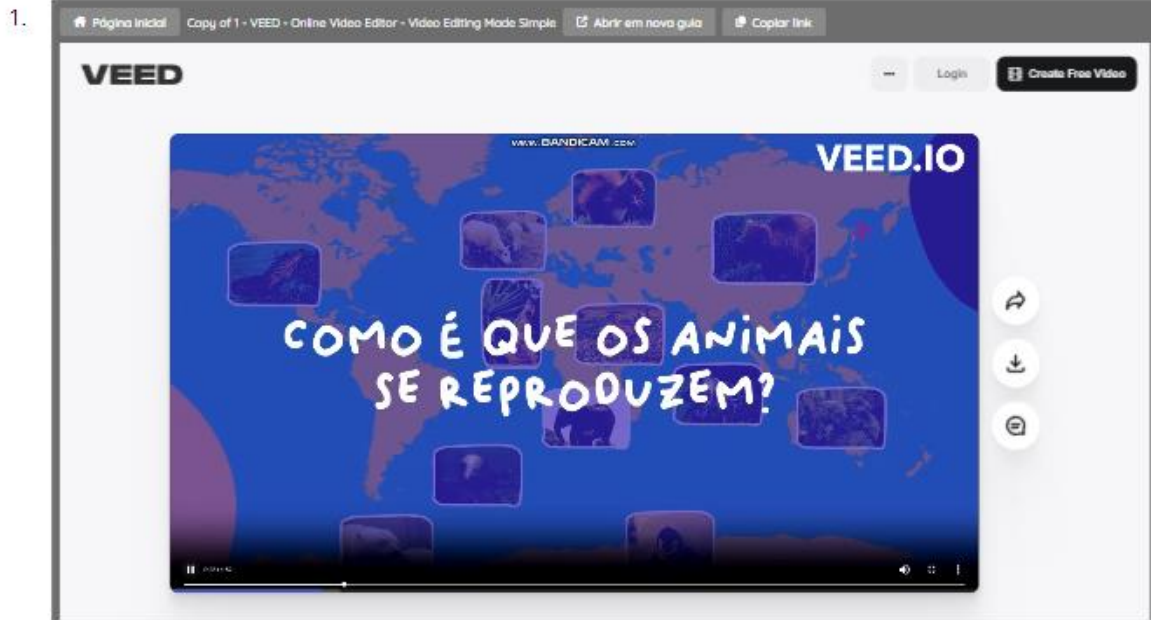 1.
Página Inicial Copy of 1 - VEED - Online Video Editor - Video Editing Made Simple Abrir em nova guia Copiar link
VEED
Login Create Free Video
www.BANDICAM.com
VEED.IO
COMO É QUE OS ANIMAIS
SE REPRODUZEM?